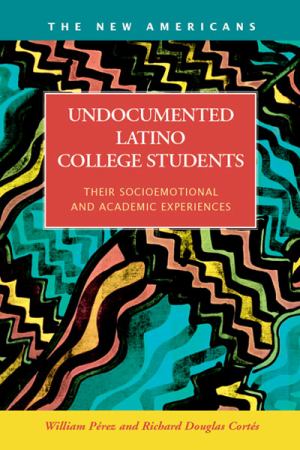 THE NEW AMERICANS
UNDOCUMENTED
LATINO
COLLEGE STUDENTS
THEIR SOCIOEMOTIONAL
AND ACADEMIC EXPERIENCES
William Pérez and Richard Douglas Cortés